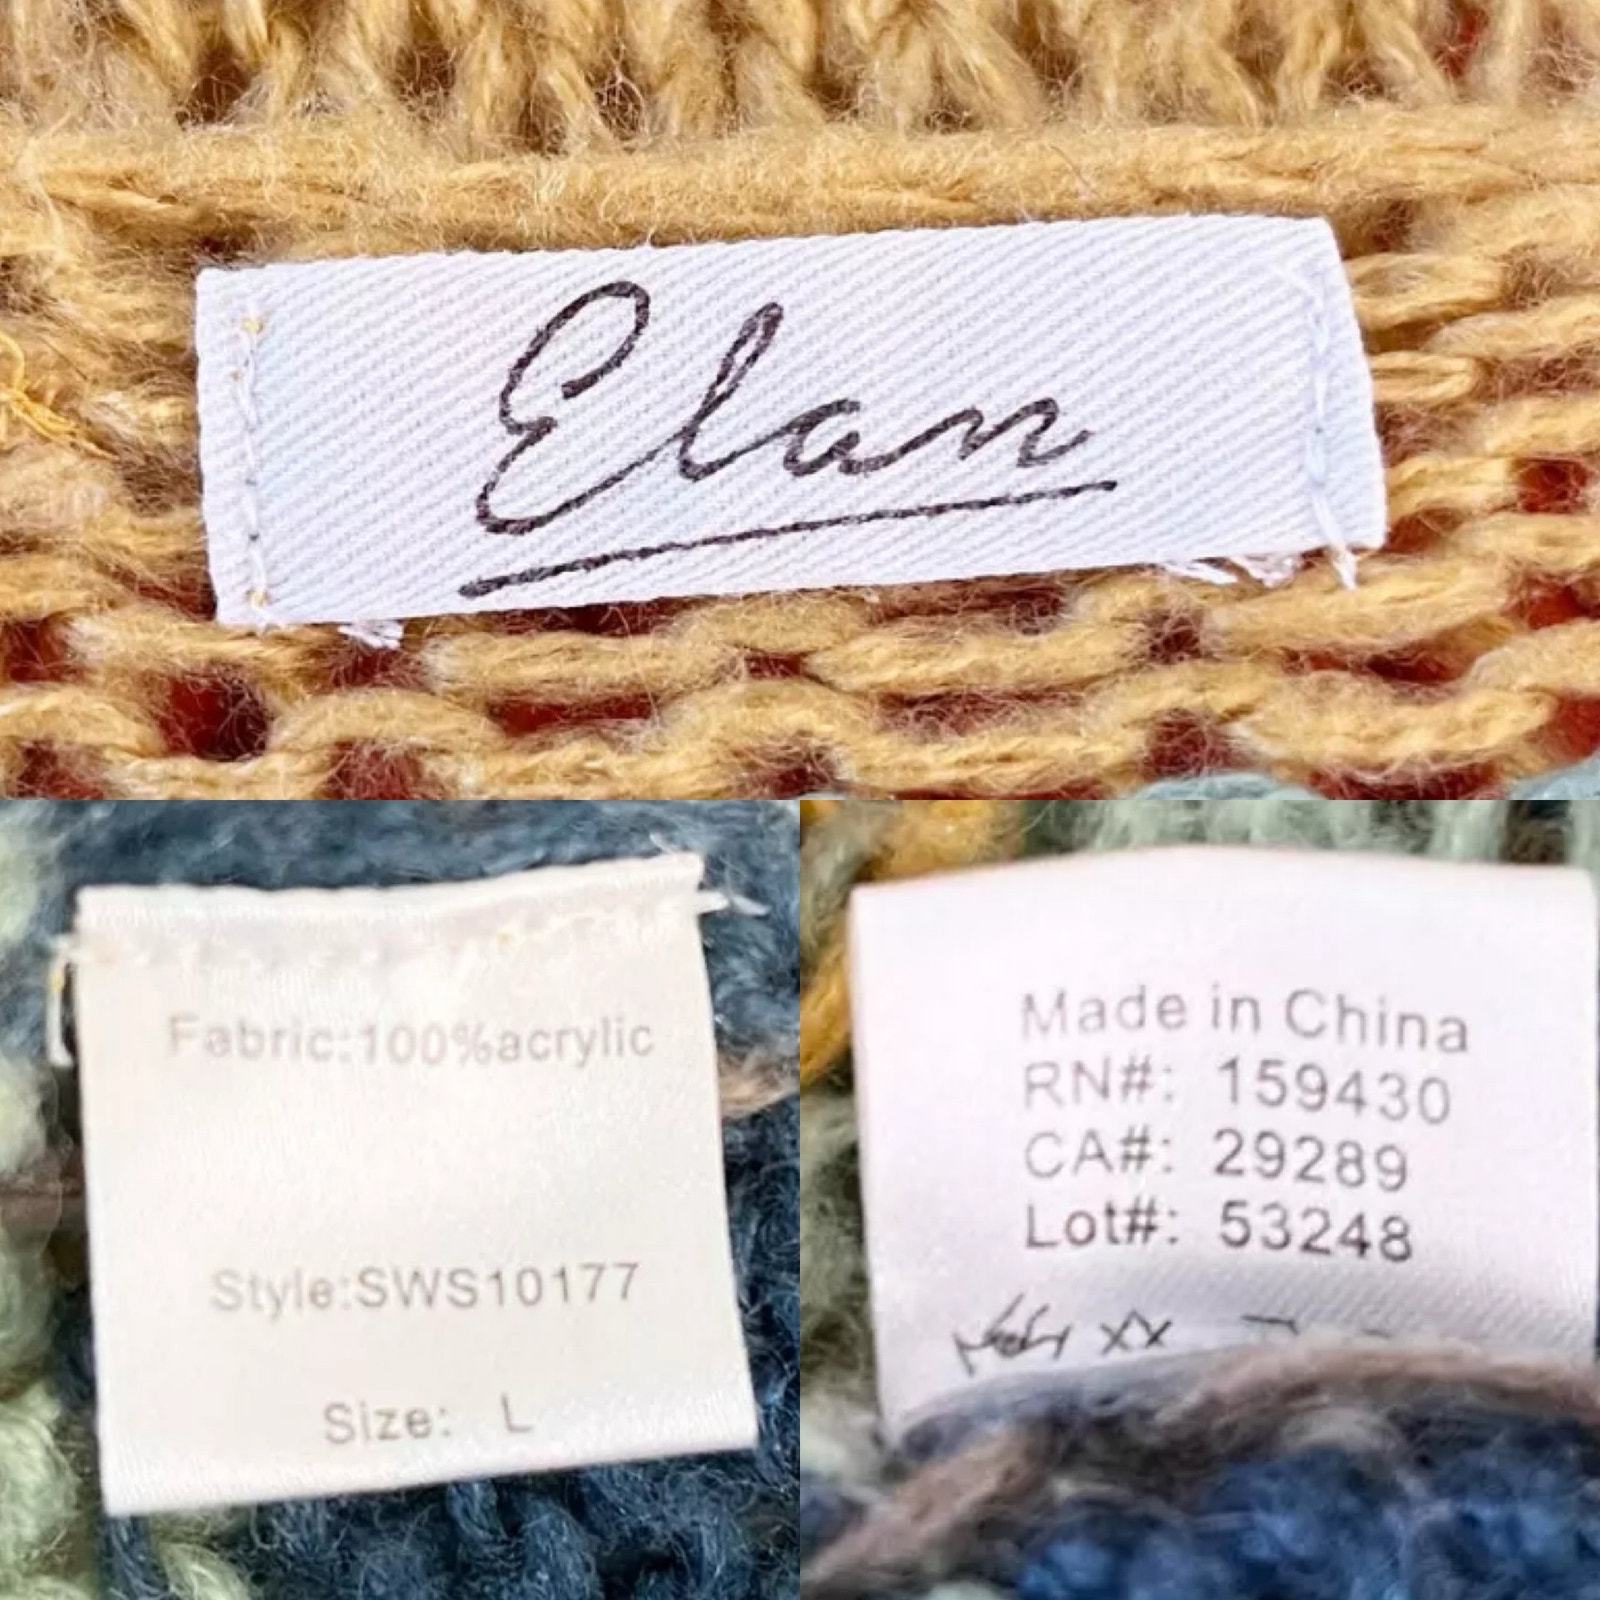 Elan
Fabric:100%acrylic
Style:SWS10177
Size: L
Made in China
RN#: 159430
CA#: 29289
Lot#: 53248